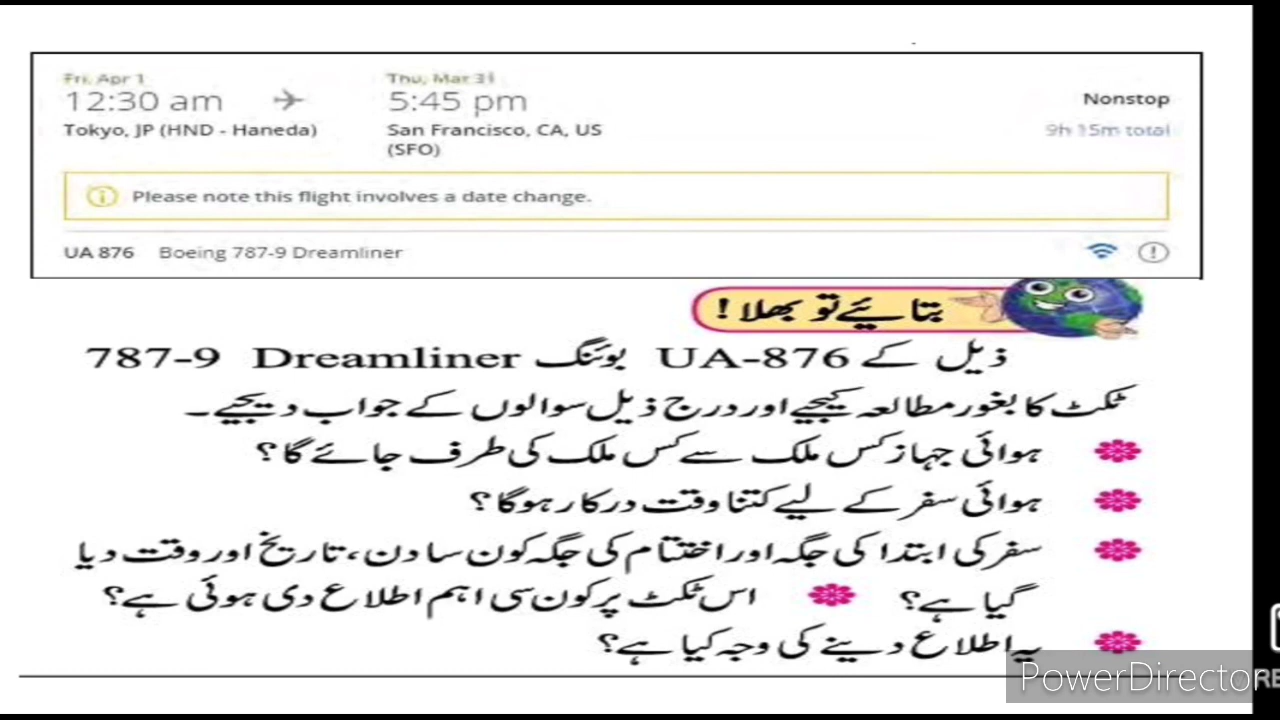 Fri, Apr 1 Thu, Mar 31
12:30 am 5:45 pm Nonstop
Tokyo, JP (HND - Haneda) San Francisco, CA, US 9h 15m total
(SFO)
Please note this flight involves a date change.
UA 876 Boeing 787-9 Dreamliner
بتائیے تو بھلا!
ذیل کے UA-876 بوئنگ 787-9 Dreamliner
ٹکٹ کا بغور مطالعہ کیجیے اور درج ذیل سوالوں کے جواب دیجیے۔
ہوائی جہاز کس ملک سے کس ملک کی طرف جائے گا؟
ہوائی سفر کے لیے کتنا وقت درکار ہوگا؟
سفر کی ابتدا کی جگہ اور اختتام کی جگہ کون سا دن، تاریخ اور وقت دیا
گیا ہے؟ اس ٹکٹ پر کون سی اہم اطلاع دی ہوئی ہے؟
یہ اطلاع دینے کی وجہ کیا ہے؟
PowerDirector